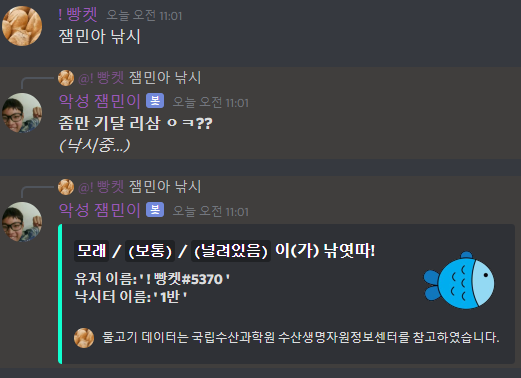 ! 빵켓 오늘 오전 11:01
잼민아 낚시
@! 빵켓 잼민아 낚시
악성 잼민이 봇 오늘 오전 11:01
좀만 기달 리삼 ㅇㅋ??
(낚시중...)
@! 빵켓 잼민아 낚시
악성 잼민이 봇 오늘 오전 11:01
모래 / (보통) / (널려있음) 이(가) 낚엿따!
유저 이름: ' ! 빵켓#5370 '
낚시터 이름: ' 1반 '
물고기 데이터는 국립수산과학원 수산생명자원정보센터를 참고하였습니다.